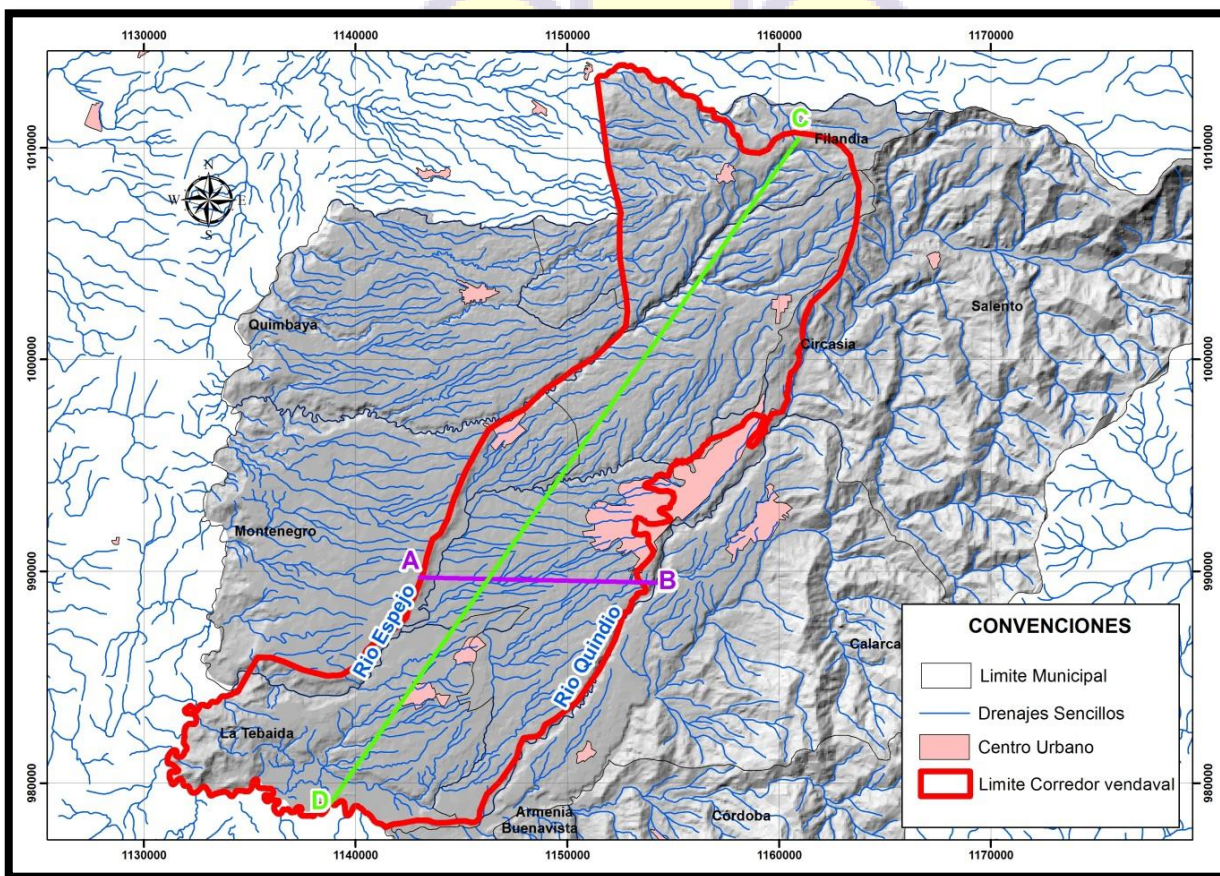 1130000 1140000 1150000 1160000 1170000
1010000
1000000
990000
980000
1010000
1000000
990000
980000
N
W E
S
C
Filandia
Salento
Quimbaya
Circasia
Montenegro
A
B
Rio Espejo
Rio Quindio
Calarca
La Tebaida
D
Armenia
Buenavista
Córdoba
CONVENCIONES
Limite Municipal
Drenajes Sencillos
Centro Urbano
Limite Corredor vendaval
1130000 1140000 1150000 1160000 1170000